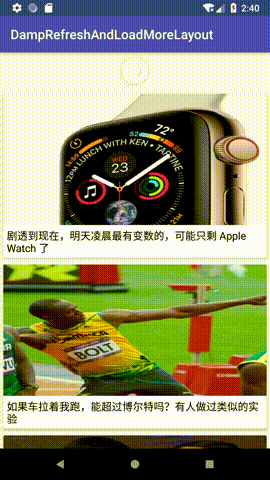 2:40
DampRefreshAndLoadMoreLayout
72°
LUNCH WITH KEN • TAPTINE
WED
23
剧透到现在，明天凌晨最有变数的，可能只剩 Apple
Watch 了
BOLT
如果车拉着我跑，能超过博尔特吗？有人做过类似的实
验